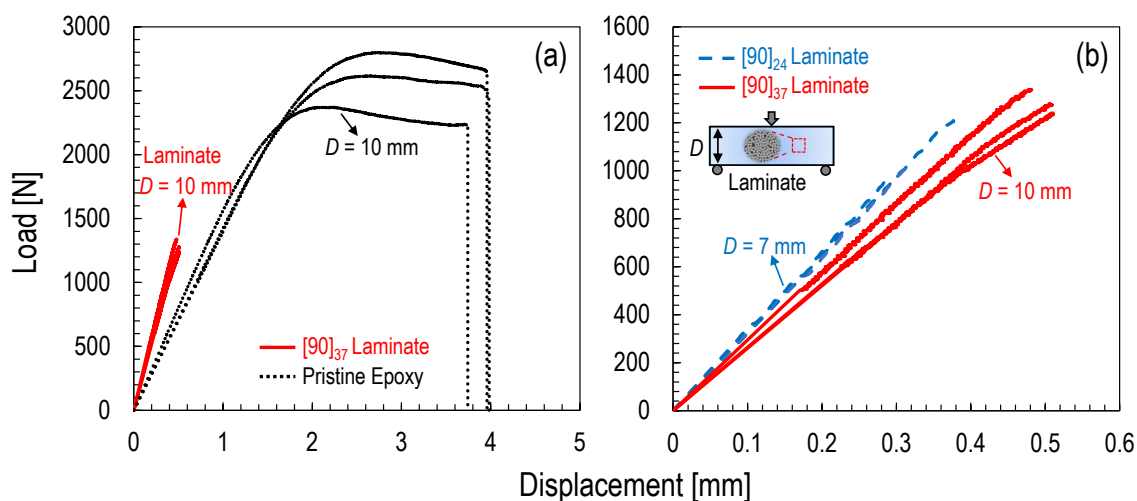 3000
2500
2000
1500
1000
500
0
Load [N]
(a)
Laminate
D = 10 mm
D = 10 mm
[90]37 Laminate
Pristine Epoxy
0 1 2 3 4 5
1600
1400
1200
1000
800
600
400
200
0
(b)
[90]24 Laminate
[90]37 Laminate
D
Laminate
D = 7 mm
D = 10 mm
0 0.1 0.2 0.3 0.4 0.5 0.6
Displacement [mm]